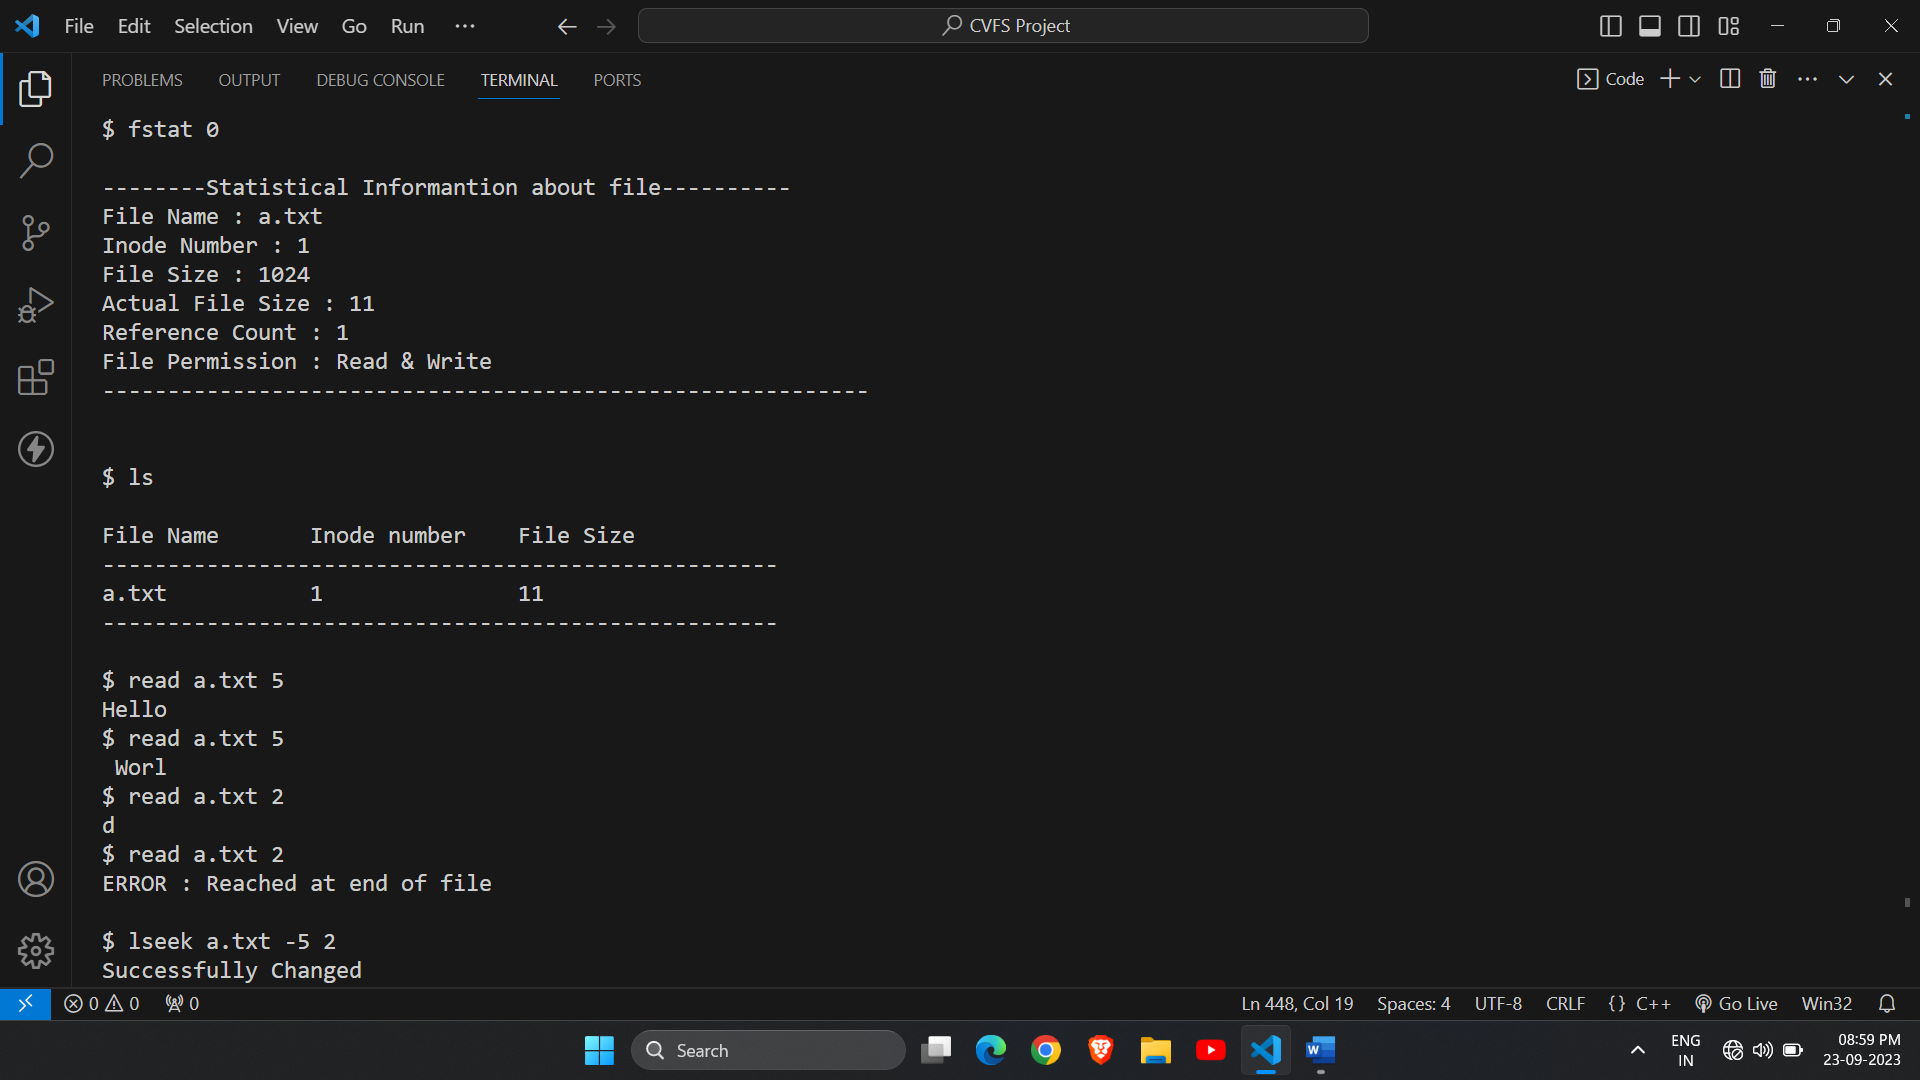 File Edit Selection View Go Run ... CVFS Project
PROBLEMS OUTPUT DEBUG CONSOLE TERMINAL PORTS Code
$ fstat 0
--------Statistical Informantion about file----------
File Name : a.txt
Inode Number : 1
File Size : 1024
Actual File Size : 11
Reference Count : 1
File Permission : Read & Write
-----------------------------------------------------------
$ ls
File Name Inode number File Size
----------------------------------------------------
a.txt 1 11
----------------------------------------------------
$ read a.txt 5
Hello
$ read a.txt 5
 Worl
$ read a.txt 2
d
$ read a.txt 2
ERROR : Reached at end of file
$ lseek a.txt -5 2
Successfully Changed
0 0 0 Ln 448, Col 19 Spaces: 4 UTF-8 CRLF {} C++ Go Live Win32
Search ENG 08:59 PM
IN 23-09-2023